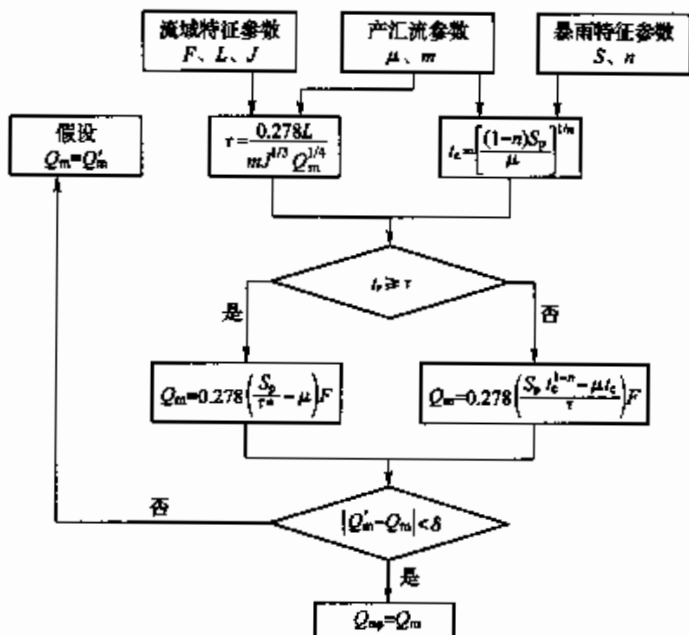 流域特征参数
F、L、J
产汇流参数
μ、m
暴雨特征参数
S、n
假设
Qm=Q′m
τ=0.278L/(mJ^{1/3}Qm^{1/4})
tc=[(1-n)Sp/μ]^{1/n}
tc≥τ
是
否
Qm=0.278(Sp/τ^n-μ)F
Qm=0.278((Sp tc^{1-n}-μtc)/τ)F
否
|Q′m-Qm|<δ
是
Qmp=Qm